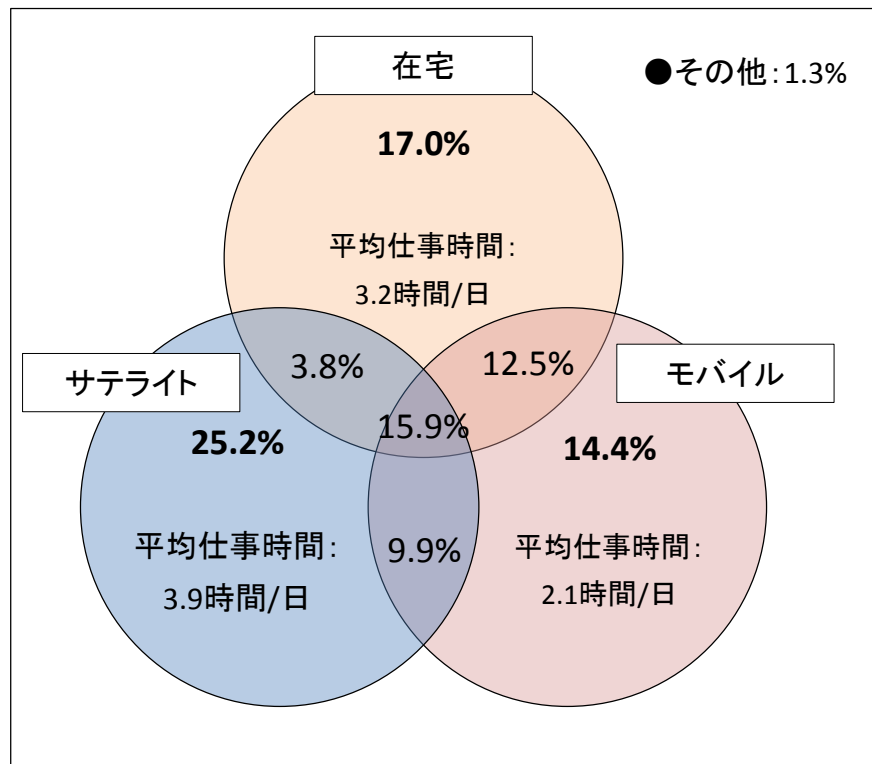 在宅
●その他：1.3%
17.0%
平均仕事時間：
3.2時間/日
サテライト
3.8%
12.5%
モバイル
15.9%
25.2%
14.4%
平均仕事時間：
3.9時間/日
9.9%
平均仕事時間：
2.1時間/日